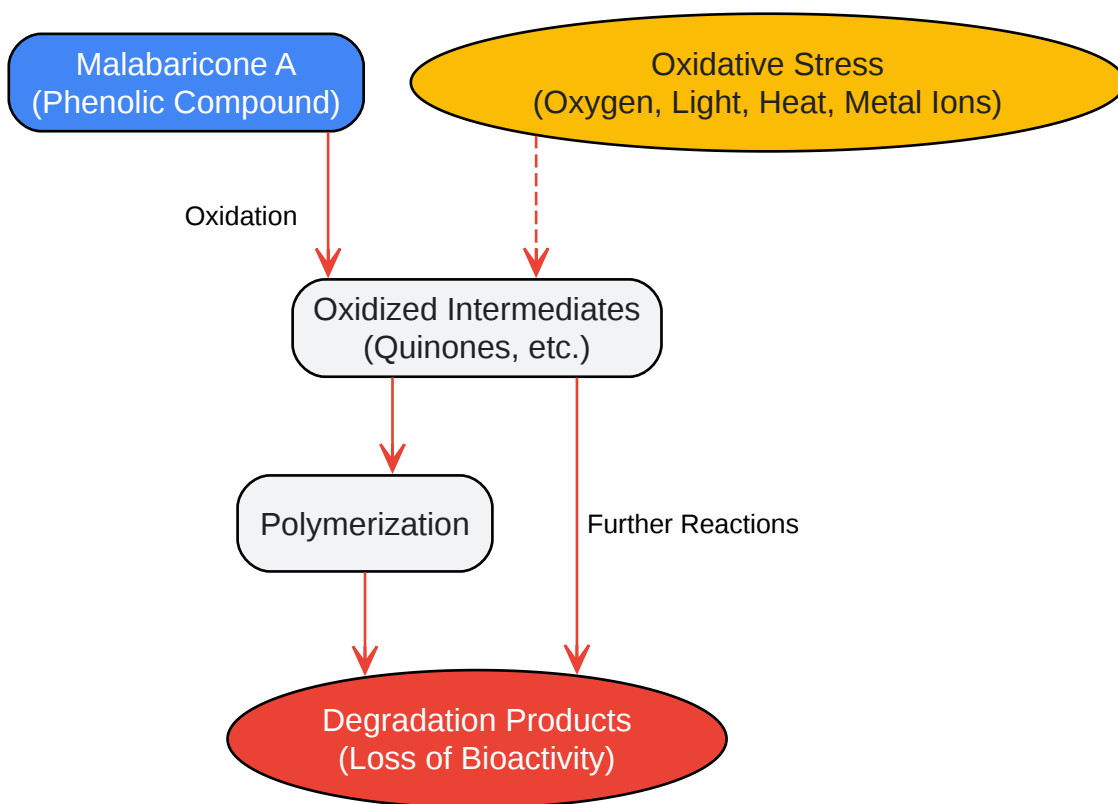 Malabaricone A
(Phenolic Compound)
Oxidative Stress
(Oxygen, Light, Heat, Metal Ions)
Oxidation
Oxidized Intermediates
(Quinones, etc.)
Polymerization
Further Reactions
Degradation Products
(Loss of Bioactivity)